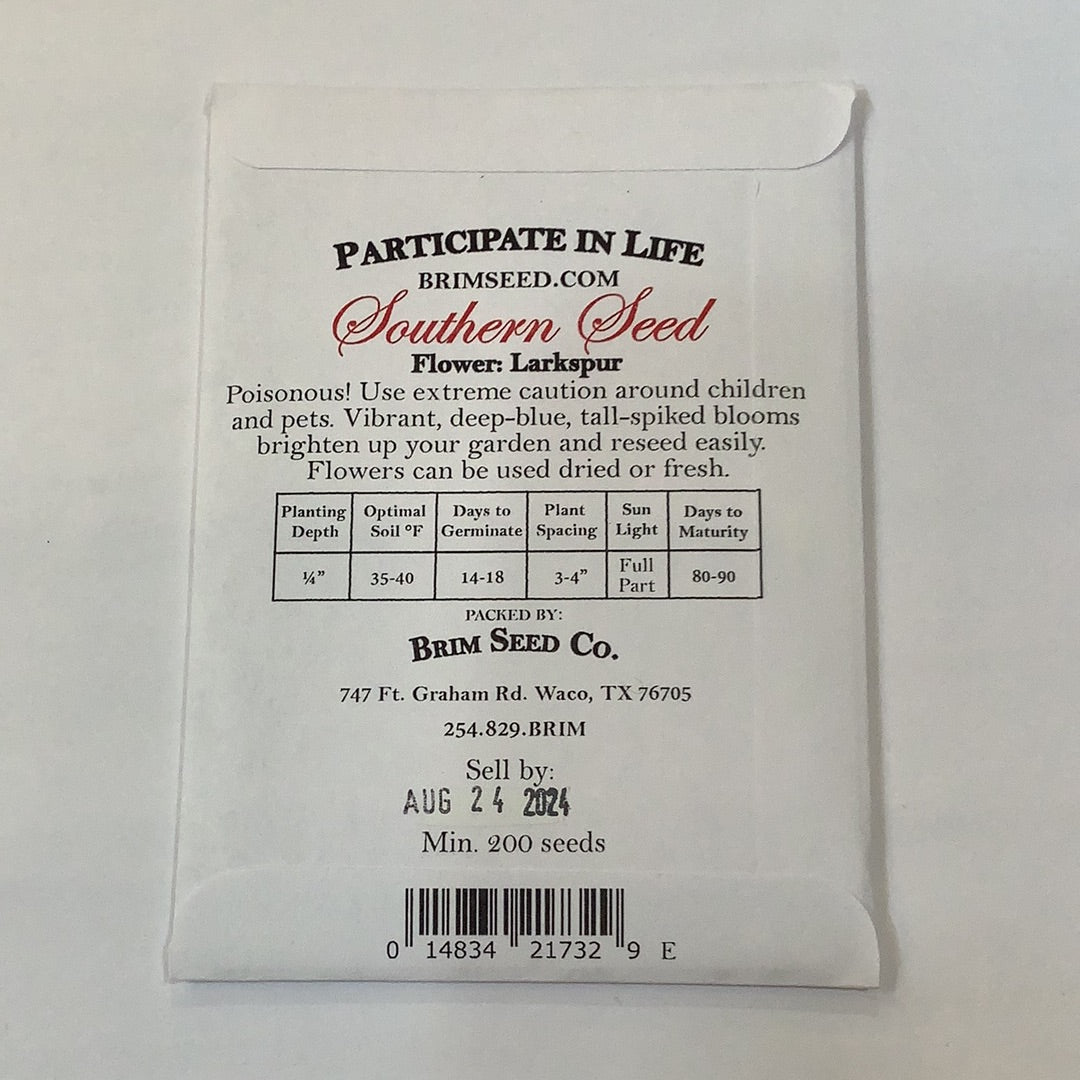 PARTICIPATE IN LIFE
BRIMSEED.COM
Southern Seed
Flower: Larkspur
Poisonous! Use extreme caution around children
and pets. Vibrant, deep-blue, tall-spiked blooms
brighten up your garden and reseed easily.
Flowers can be used dried or fresh.
Planting Depth Optimal Soil °F Days to Germinate Plant Spacing Sun Light Days to Maturity
¼” 35-40 14-18 3-4” Full Part 80-90
PACKED BY:
BRIM SEED CO.
747 Ft. Graham Rd. Waco, TX 76705
254.829.BRIM
Sell by:
AUG 24 2024
Min. 200 seeds
0 14834 21732 9 E